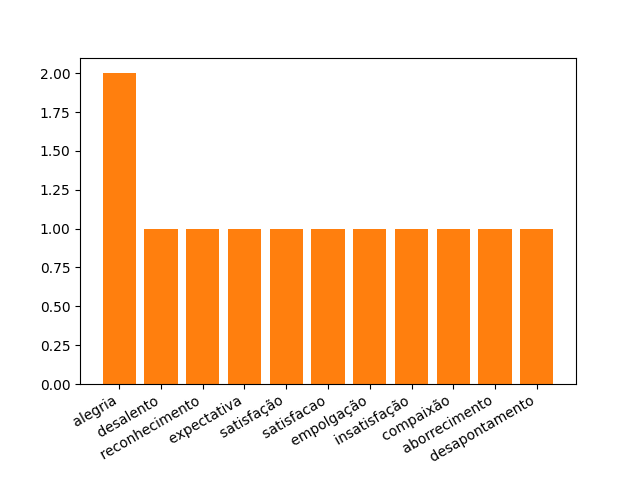 2.00
1.75
1.50
1.25
1.00
0.75
0.50
0.25
0.00
alegria
desalento
reconhecimento
expectativa
satisfação
satisfacao
empolgação
insatisfação
compaixão
aborrecimento
desapontamento